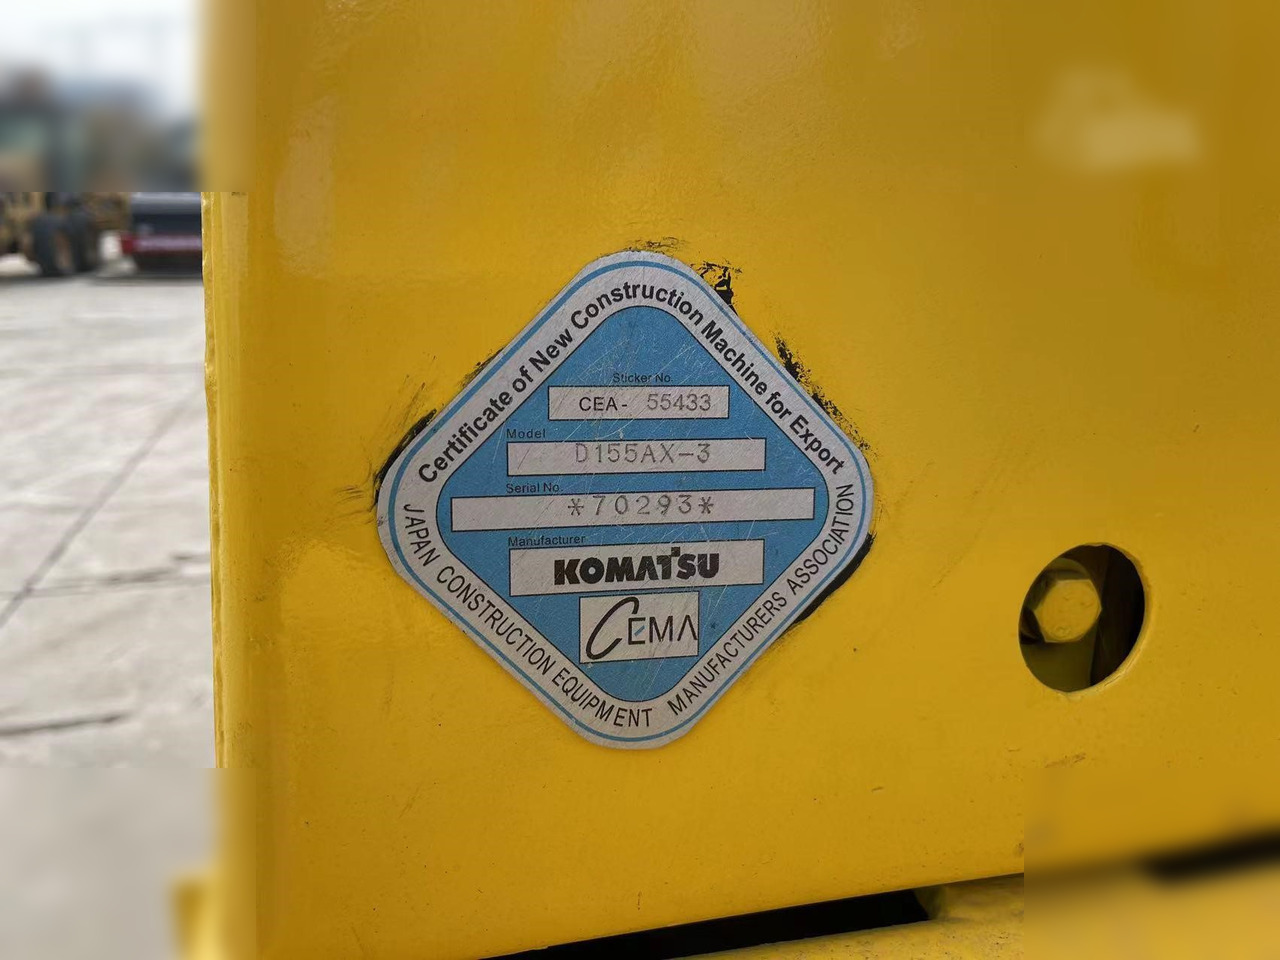 Certificate of New Construction Machine for Export
Sticker No.
CEA- 55433
Model
D155AX-3
Serial No.
*70293*
Manufacturer
KOMATSU
CEMA
JAPAN CONSTRUCTION EQUIPMENT MANUFACTURERS ASSOCIATION